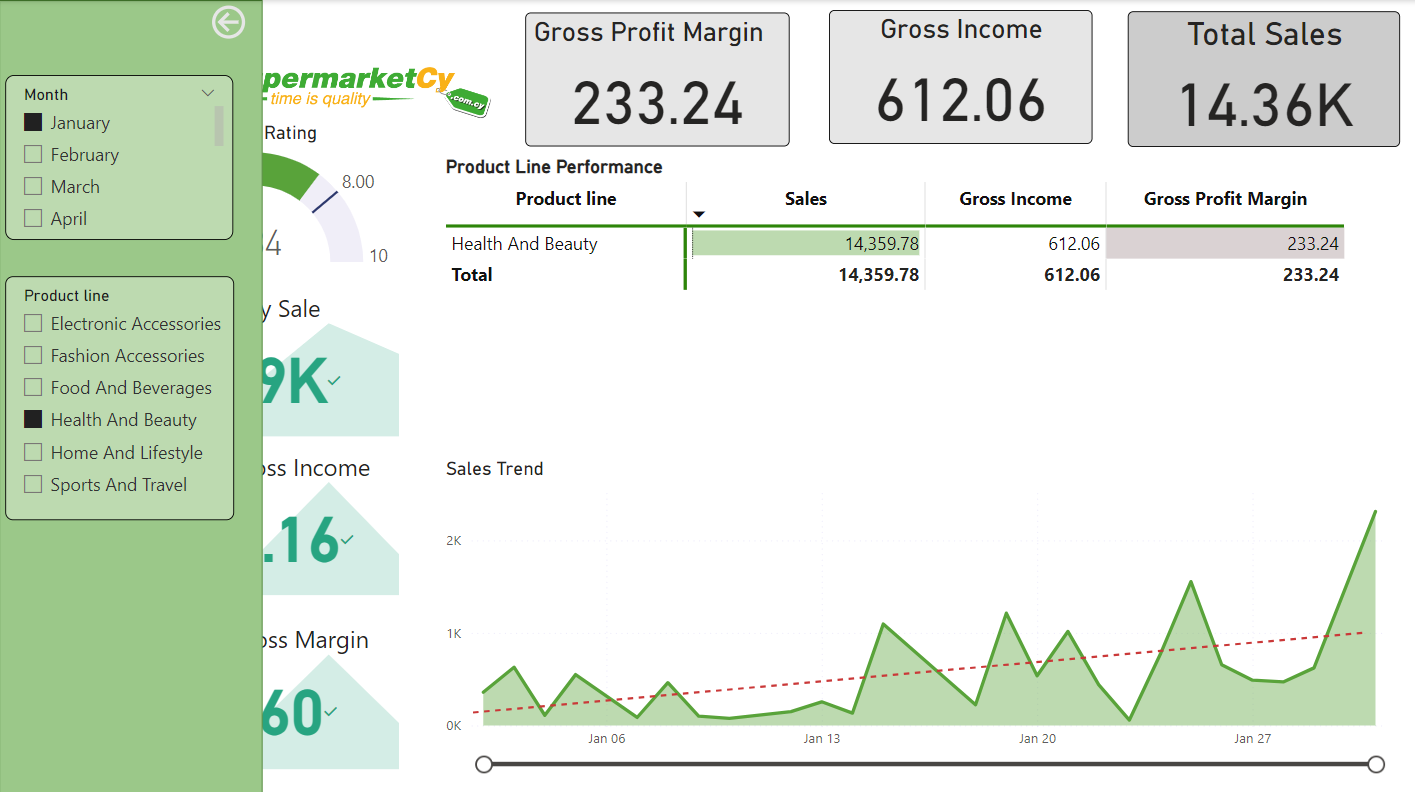 Month
January
February
March
April
Product line
Electronic Accessories
Fashion Accessories
Food And Beverages
Health And Beauty
Home And Lifestyle
Sports And Travel
permarketCy
time is quality
.com.cy
Rating
8.00
4
10
y Sale
9K
oss Income
.16
oss Margin
60
Gross Profit Margin
233.24
Gross Income
612.06
Total Sales
14.36K
Product Line Performance
Product line Sales Gross Income Gross Profit Margin
Health And Beauty 14,359.78 612.06 233.24
Total 14,359.78 612.06 233.24
Sales Trend
2K
1K
0K
Jan 06 Jan 13 Jan 20 Jan 27